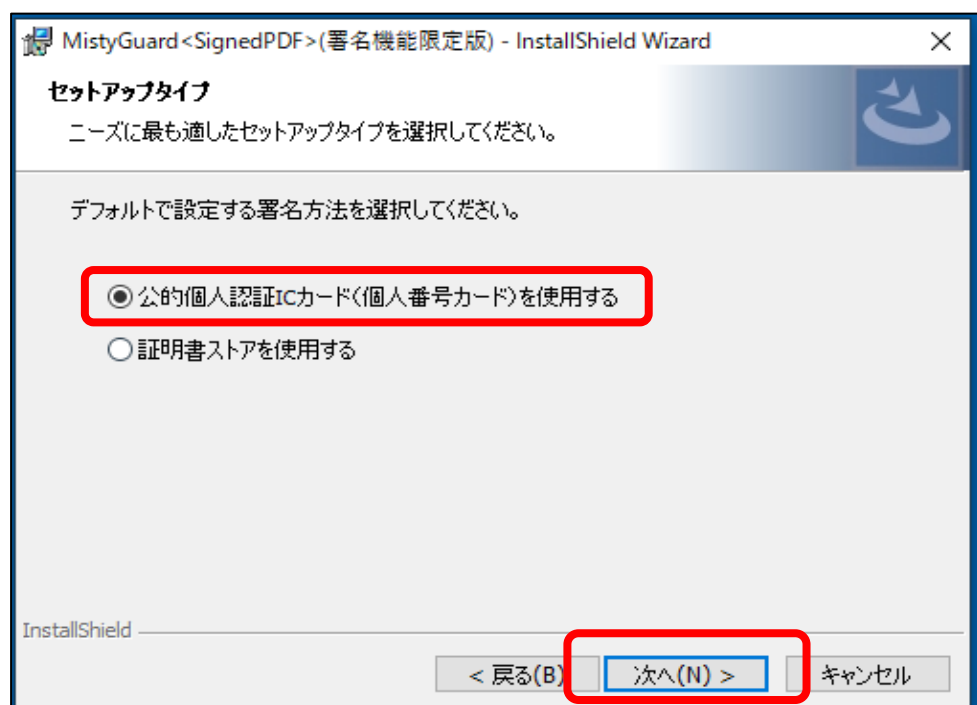 MistyGuard<SignedPDF>(署名機能限定版) - InstallShield Wizard
セットアップタイプ
ニーズに最も適したセットアップタイプを選択してください。
デフォルトで設定する署名方法を選択してください。
公的個人認証ICカード(個人番号カード)を使用する
証明書ストアを使用する
InstallShield
< 戻る(B) 次へ(N) > キャンセル